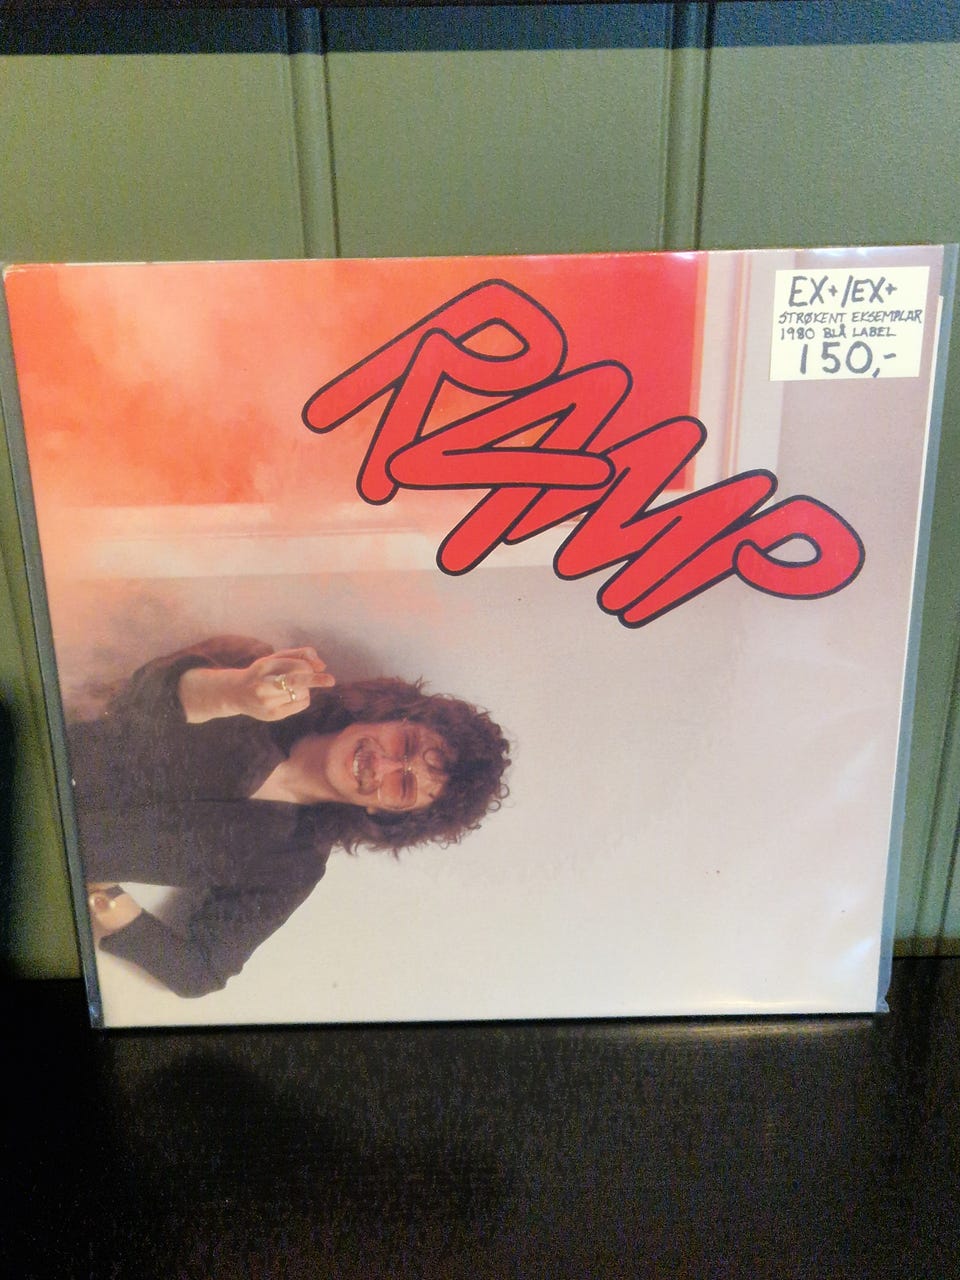 RAMP
EX+/EX+
STRØKENT EKSEMPLAR
1980 BLÅ LABEL
150,-